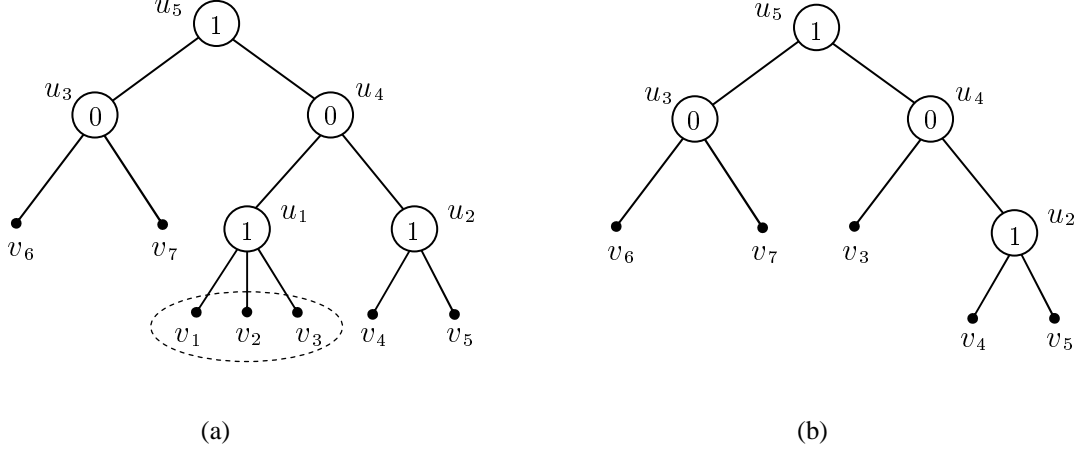 u₅ 1 u₅ 1
u₃ 0 0 u₄ u₃ 0 0 u₄
1 u₁ 1 u₂ 1 u₂
v₆ v₇ v₆ v₇ v₃
v₁ v₂ v₃ v₄ v₅ v₄ v₅
(a) (b)